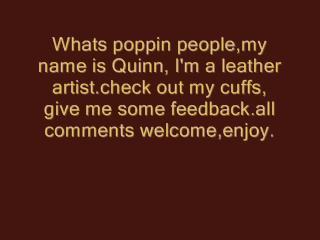 Whats poppin people,my
name is Quinn, I'm a leather
artist.check out my cuffs,
give me some feedback.all
comments welcome,enjoy.